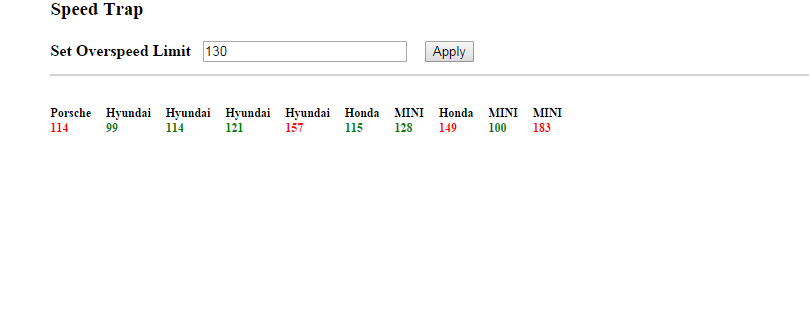 Speed Trap
Set Overspeed Limit 130 Apply
Porsche Hyundai Hyundai Hyundai Hyundai Honda MINI Honda MINI MINI
114 99 114 121 157 115 128 149 100 183